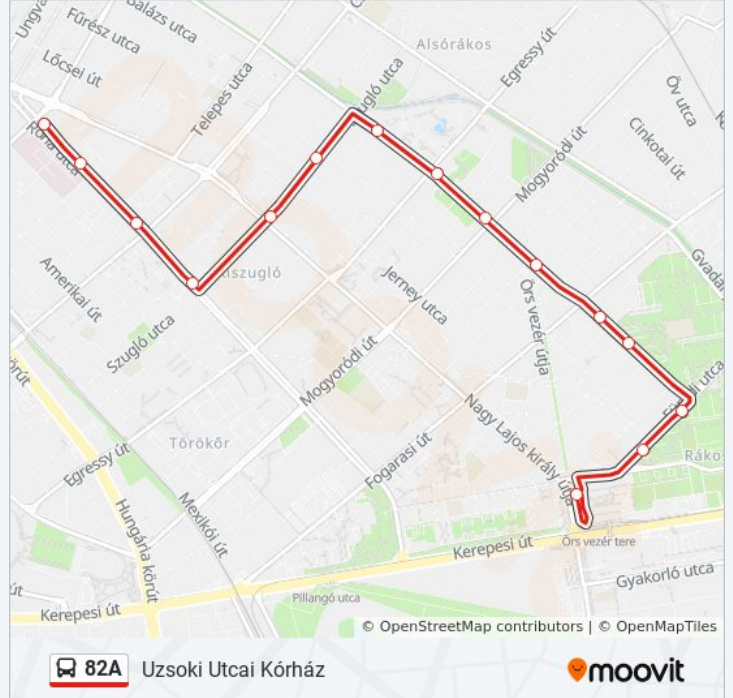 Balázs utca
Fűrész utca
Lőcsei út
Telepes utca
Alsórákos
Egressy út
Öv utca
Cinkotai út
Mogyoródi út
Róna utca
Kiszugló
Amerikai út
Szugló utca
Jerney utca
Örs vezér útja
Mogyoródi út
Nagy Lajos király útja
Fogarasi út
Törökőr
Egressy út
Mexikói út
Hungária körút
Kerepesi út
Örs vezér tere
Gyakorló utca
Pillangó utca
Kerepesi út
© OpenStreetMap contributors | © OpenMapTiles
82A Uzsoki Utcai Kórház
moovit